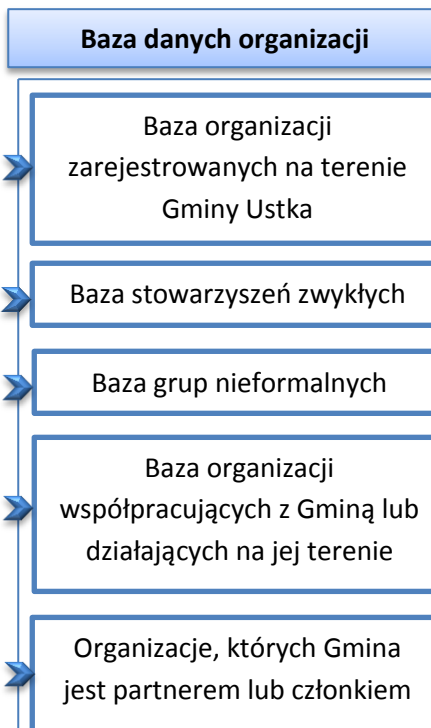 Baza danych organizacji
Baza organizacji
zarejestrowanych na terenie
Gminy Ustka
Baza stowarzyszeń zwykłych
Baza grup nieformalnych
Baza organizacji
współpracujących z Gminą lub
działających na jej terenie
Organizacje, których Gmina
jest partnerem lub członkiem